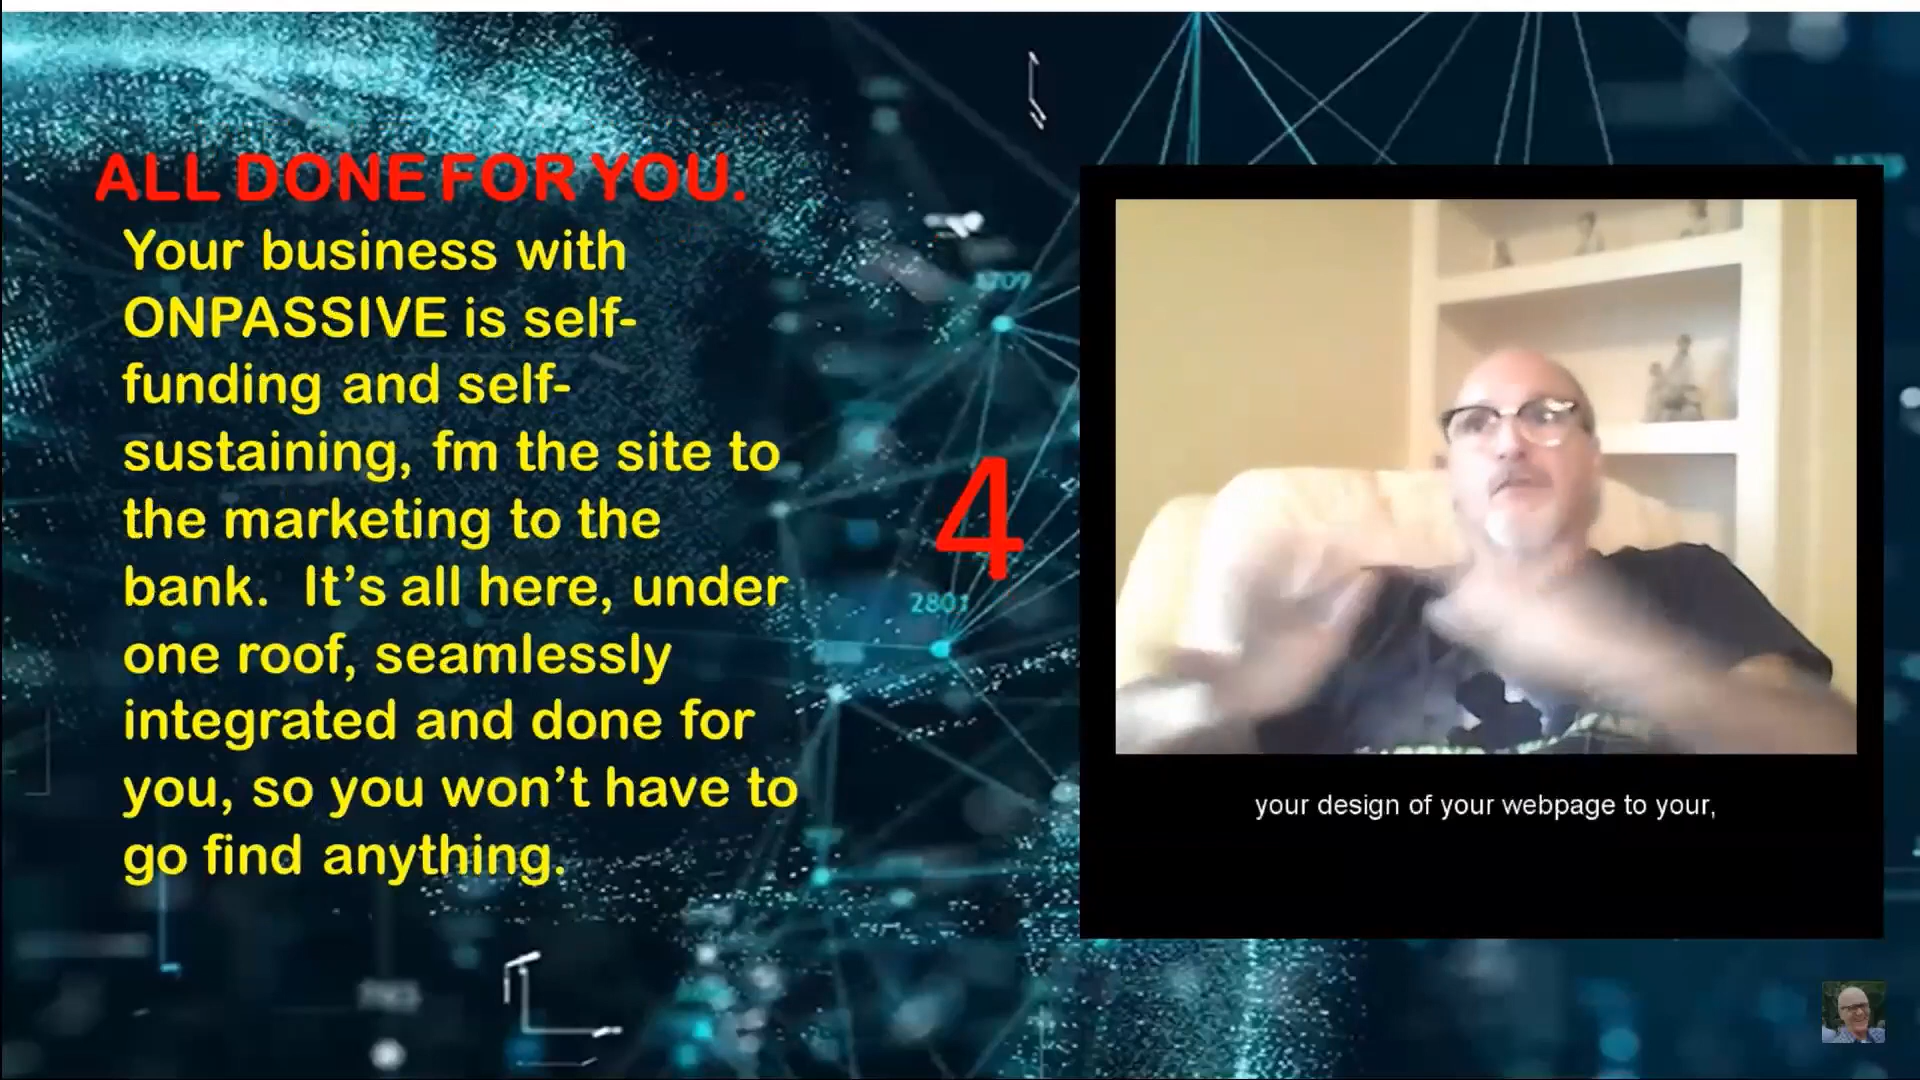 ALL DONE FOR YOU.
Your business with
ONPASSIVE is self-
funding and self-
sustaining, fm the site to
the marketing to the
bank.  It’s all here, under
one roof, seamlessly
integrated and done for
you, so you won’t have to
go find anything.
4
2801
your design of your webpage to your,